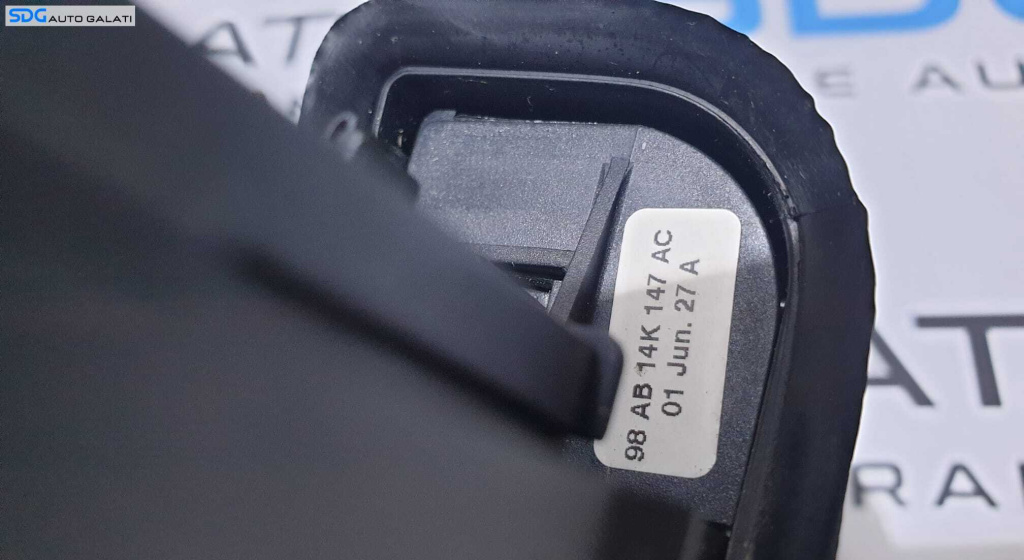 SDG AUTO GALATI
98 AB 14K 147 AC
01 Jun. 27 A